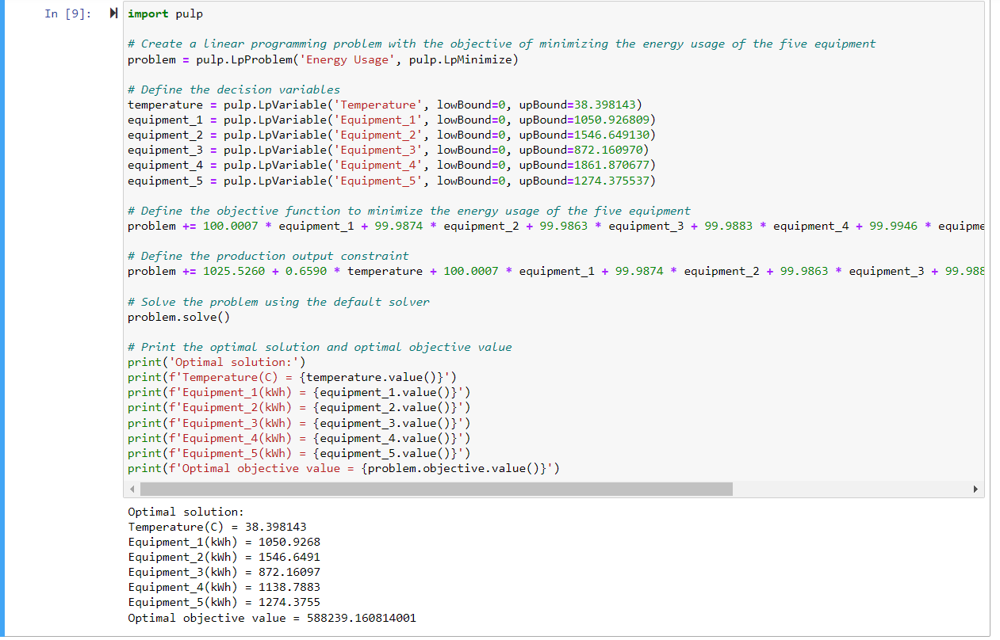 In [9]:
import pulp
# Create a linear programming problem with the objective of minimizing the energy usage of the five equipment
problem = pulp.LpProblem('Energy Usage', pulp.LpMinimize)
# Define the decision variables
temperature = pulp.LpVariable('Temperature', lowBound=0, upBound=38.398143)
equipment_1 = pulp.LpVariable('Equipment_1', lowBound=0, upBound=1050.926809)
equipment_2 = pulp.LpVariable('Equipment_2', lowBound=0, upBound=1546.649130)
equipment_3 = pulp.LpVariable('Equipment_3', lowBound=0, upBound=872.160970)
equipment_4 = pulp.LpVariable('Equipment_4', lowBound=0, upBound=1861.870677)
equipment_5 = pulp.LpVariable('Equipment_5', lowBound=0, upBound=1274.375537)
# Define the objective function to minimize the energy usage of the five equipment
problem += 100.0007 * equipment_1 + 99.9874 * equipment_2 + 99.9863 * equipment_3 + 99.9883 * equipment_4 + 99.9946 * equipme
# Define the production output constraint
problem += 1025.5260 + 0.6590 * temperature + 100.0007 * equipment_1 + 99.9874 * equipment_2 + 99.9863 * equipment_3 + 99.988
# Solve the problem using the default solver
problem.solve()
# Print the optimal solution and optimal objective value
print('Optimal solution:')
print(f'Temperature(C) = {temperature.value()}')
print(f'Equipment_1(kWh) = {equipment_1.value()}')
print(f'Equipment_2(kWh) = {equipment_2.value()}')
print(f'Equipment_3(kWh) = {equipment_3.value()}')
print(f'Equipment_4(kWh) = {equipment_4.value()}')
print(f'Equipment_5(kWh) = {equipment_5.value()}')
print(f'Optimal objective value = {problem.objective.value()}')
Optimal solution:
Temperature(C) = 38.398143
Equipment_1(kWh) = 1050.9268
Equipment_2(kWh) = 1546.6491
Equipment_3(kWh) = 872.16097
Equipment_4(kWh) = 1138.7883
Equipment_5(kWh) = 1274.3755
Optimal objective value = 588239.160814001